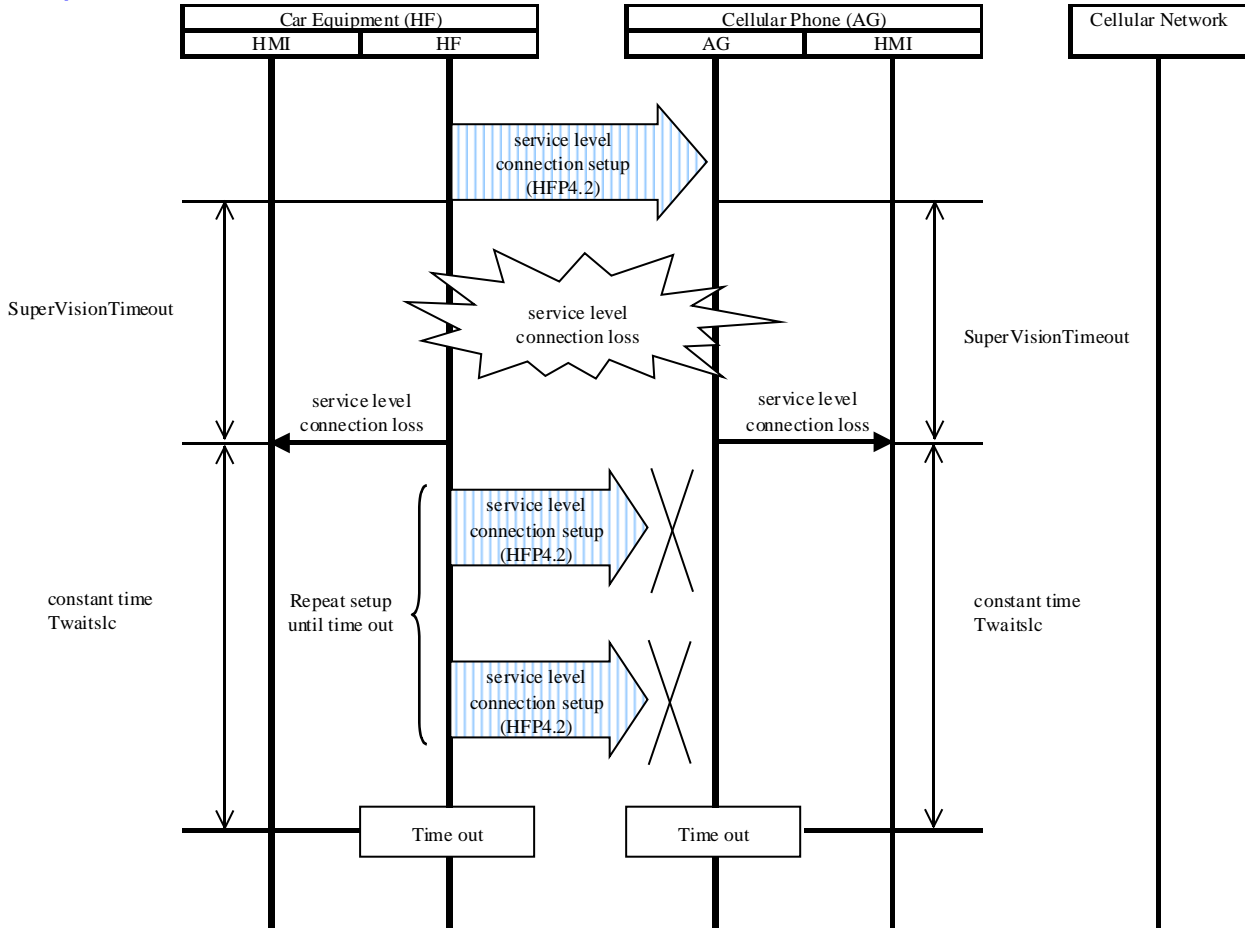 Car Equipment (HF)
Cellular Phone (AG)
Cellular Network
HMI
HF
AG
HMI
service level
connection setup
(HFP4.2)
SuperVisionTimeout
service level
connection loss
SuperVisionTimeout
service level
connection loss
service level
connection loss
service level
connection setup
(HFP4.2)
constant time
Twaitslc
Repeat setup
until time out
constant time
Twaitslc
service level
connection setup
(HFP4.2)
Time out
Time out